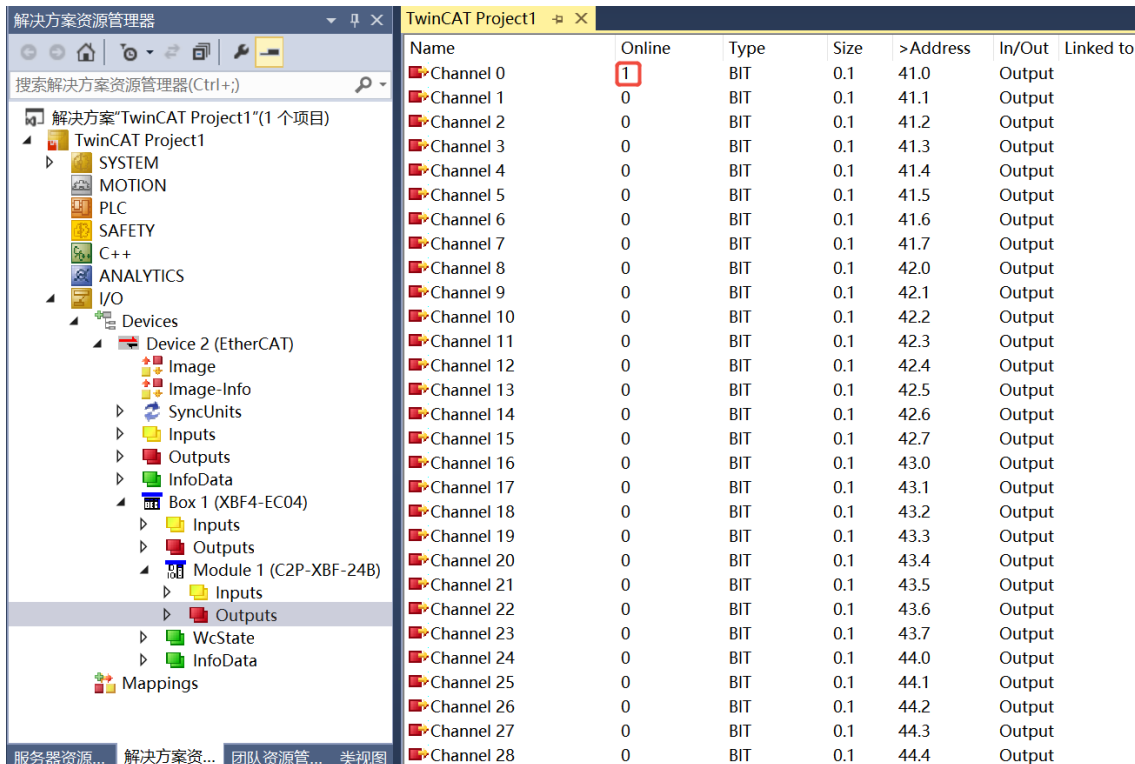 解决方案资源管理器
搜索解决方案资源管理器(Ctrl+;)
解决方案"TwinCAT Project1"(1 个项目)
TwinCAT Project1
SYSTEM
MOTION
PLC
SAFETY
C++
ANALYTICS
I/O
Devices
Device 2 (EtherCAT)
Image
Image-Info
SyncUnits
Inputs
Outputs
InfoData
Box 1 (XBF4-EC04)
Inputs
Outputs
Module 1 (C2P-XBF-24B)
Inputs
Outputs
WcState
InfoData
Mappings
服务器资源... 解决方案资... 团队资源管... 类视图
TwinCAT Project1
Name Online Type Size >Address In/Out Linked to
Channel 0 1 BIT 0.1 41.0 Output
Channel 1 0 BIT 0.1 41.1 Output
Channel 2 0 BIT 0.1 41.2 Output
Channel 3 0 BIT 0.1 41.3 Output
Channel 4 0 BIT 0.1 41.4 Output
Channel 5 0 BIT 0.1 41.5 Output
Channel 6 0 BIT 0.1 41.6 Output
Channel 7 0 BIT 0.1 41.7 Output
Channel 8 0 BIT 0.1 42.0 Output
Channel 9 0 BIT 0.1 42.1 Output
Channel 10 0 BIT 0.1 42.2 Output
Channel 11 0 BIT 0.1 42.3 Output
Channel 12 0 BIT 0.1 42.4 Output
Channel 13 0 BIT 0.1 42.5 Output
Channel 14 0 BIT 0.1 42.6 Output
Channel 15 0 BIT 0.1 42.7 Output
Channel 16 0 BIT 0.1 43.0 Output
Channel 17 0 BIT 0.1 43.1 Output
Channel 18 0 BIT 0.1 43.2 Output
Channel 19 0 BIT 0.1 43.3 Output
Channel 20 0 BIT 0.1 43.4 Output
Channel 21 0 BIT 0.1 43.5 Output
Channel 22 0 BIT 0.1 43.6 Output
Channel 23 0 BIT 0.1 43.7 Output
Channel 24 0 BIT 0.1 44.0 Output
Channel 25 0 BIT 0.1 44.1 Output
Channel 26 0 BIT 0.1 44.2 Output
Channel 27 0 BIT 0.1 44.3 Output
Channel 28 0 BIT 0.1 44.4 Output